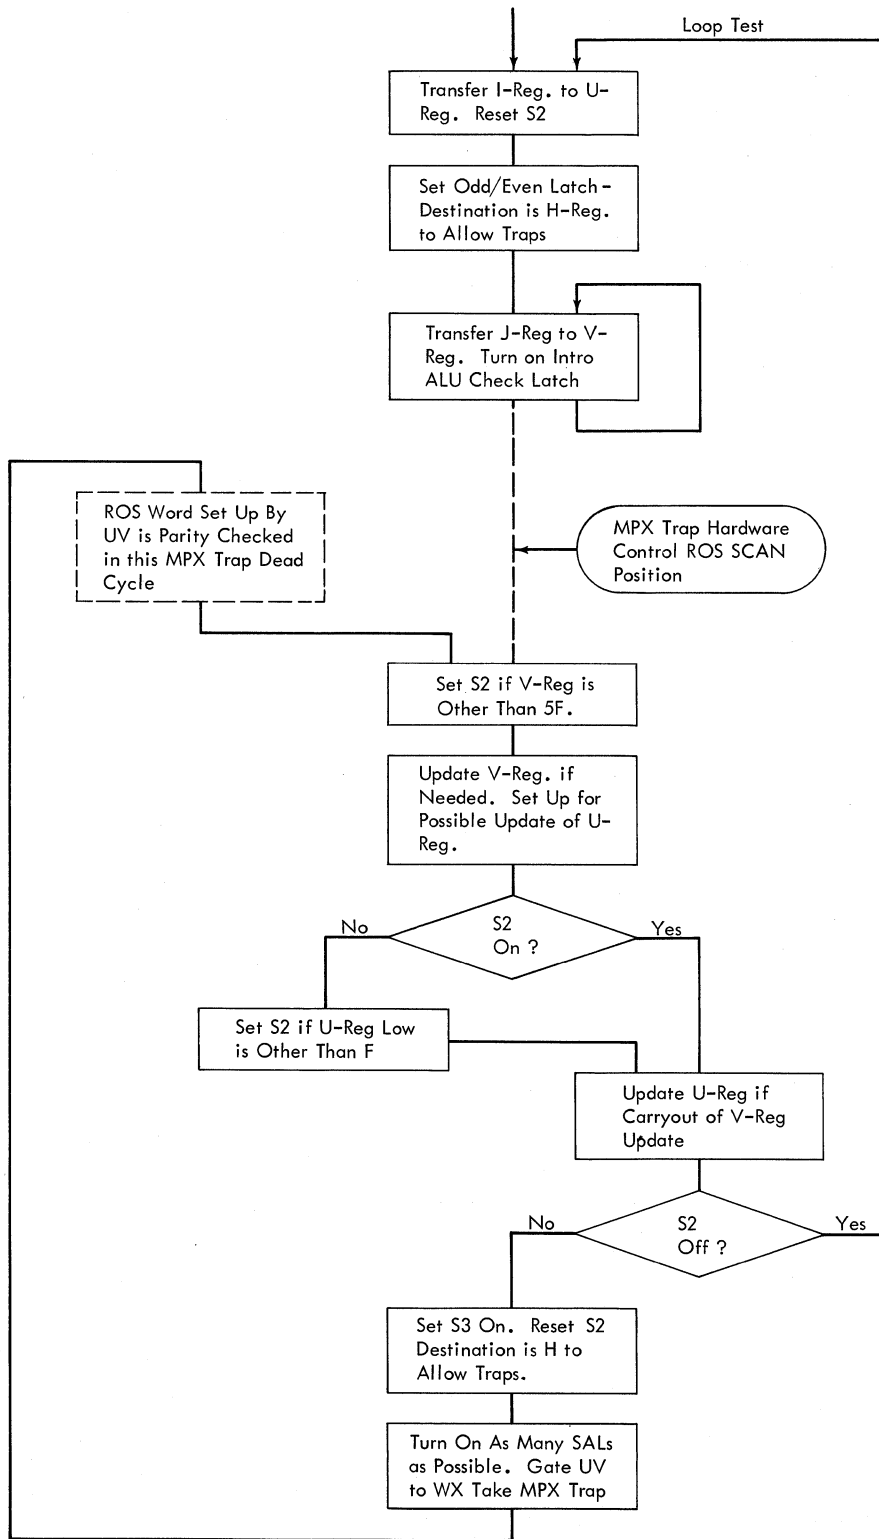 Loop Test
Transfer I-Reg. to U-
Reg. Reset S2
Set Odd/Even Latch -
Destination is H-Reg.
to Allow Traps
Transfer J-Reg to V-
Reg. Turn on Intro
ALU Check Latch
ROS Word Set Up By
UV is Parity Checked
in this MPX Trap Dead
Cycle
MPX Trap Hardware
Control ROS SCAN
Position
Set S2 if V-Reg is
Other Than 5F.
Update V-Reg. if
Needed. Set Up for
Possible Update of U-
Reg.
No
S2
On ?
Yes
Set S2 if U-Reg Low
is Other Than F
Update U-Reg if
Carryout of V-Reg
Update
No
S2
Off ?
Yes
Set S3 On. Reset S2
Destination is H to
Allow Traps.
Turn On As Many SALs
as Possible. Gate UV
to WX Take MPX Trap